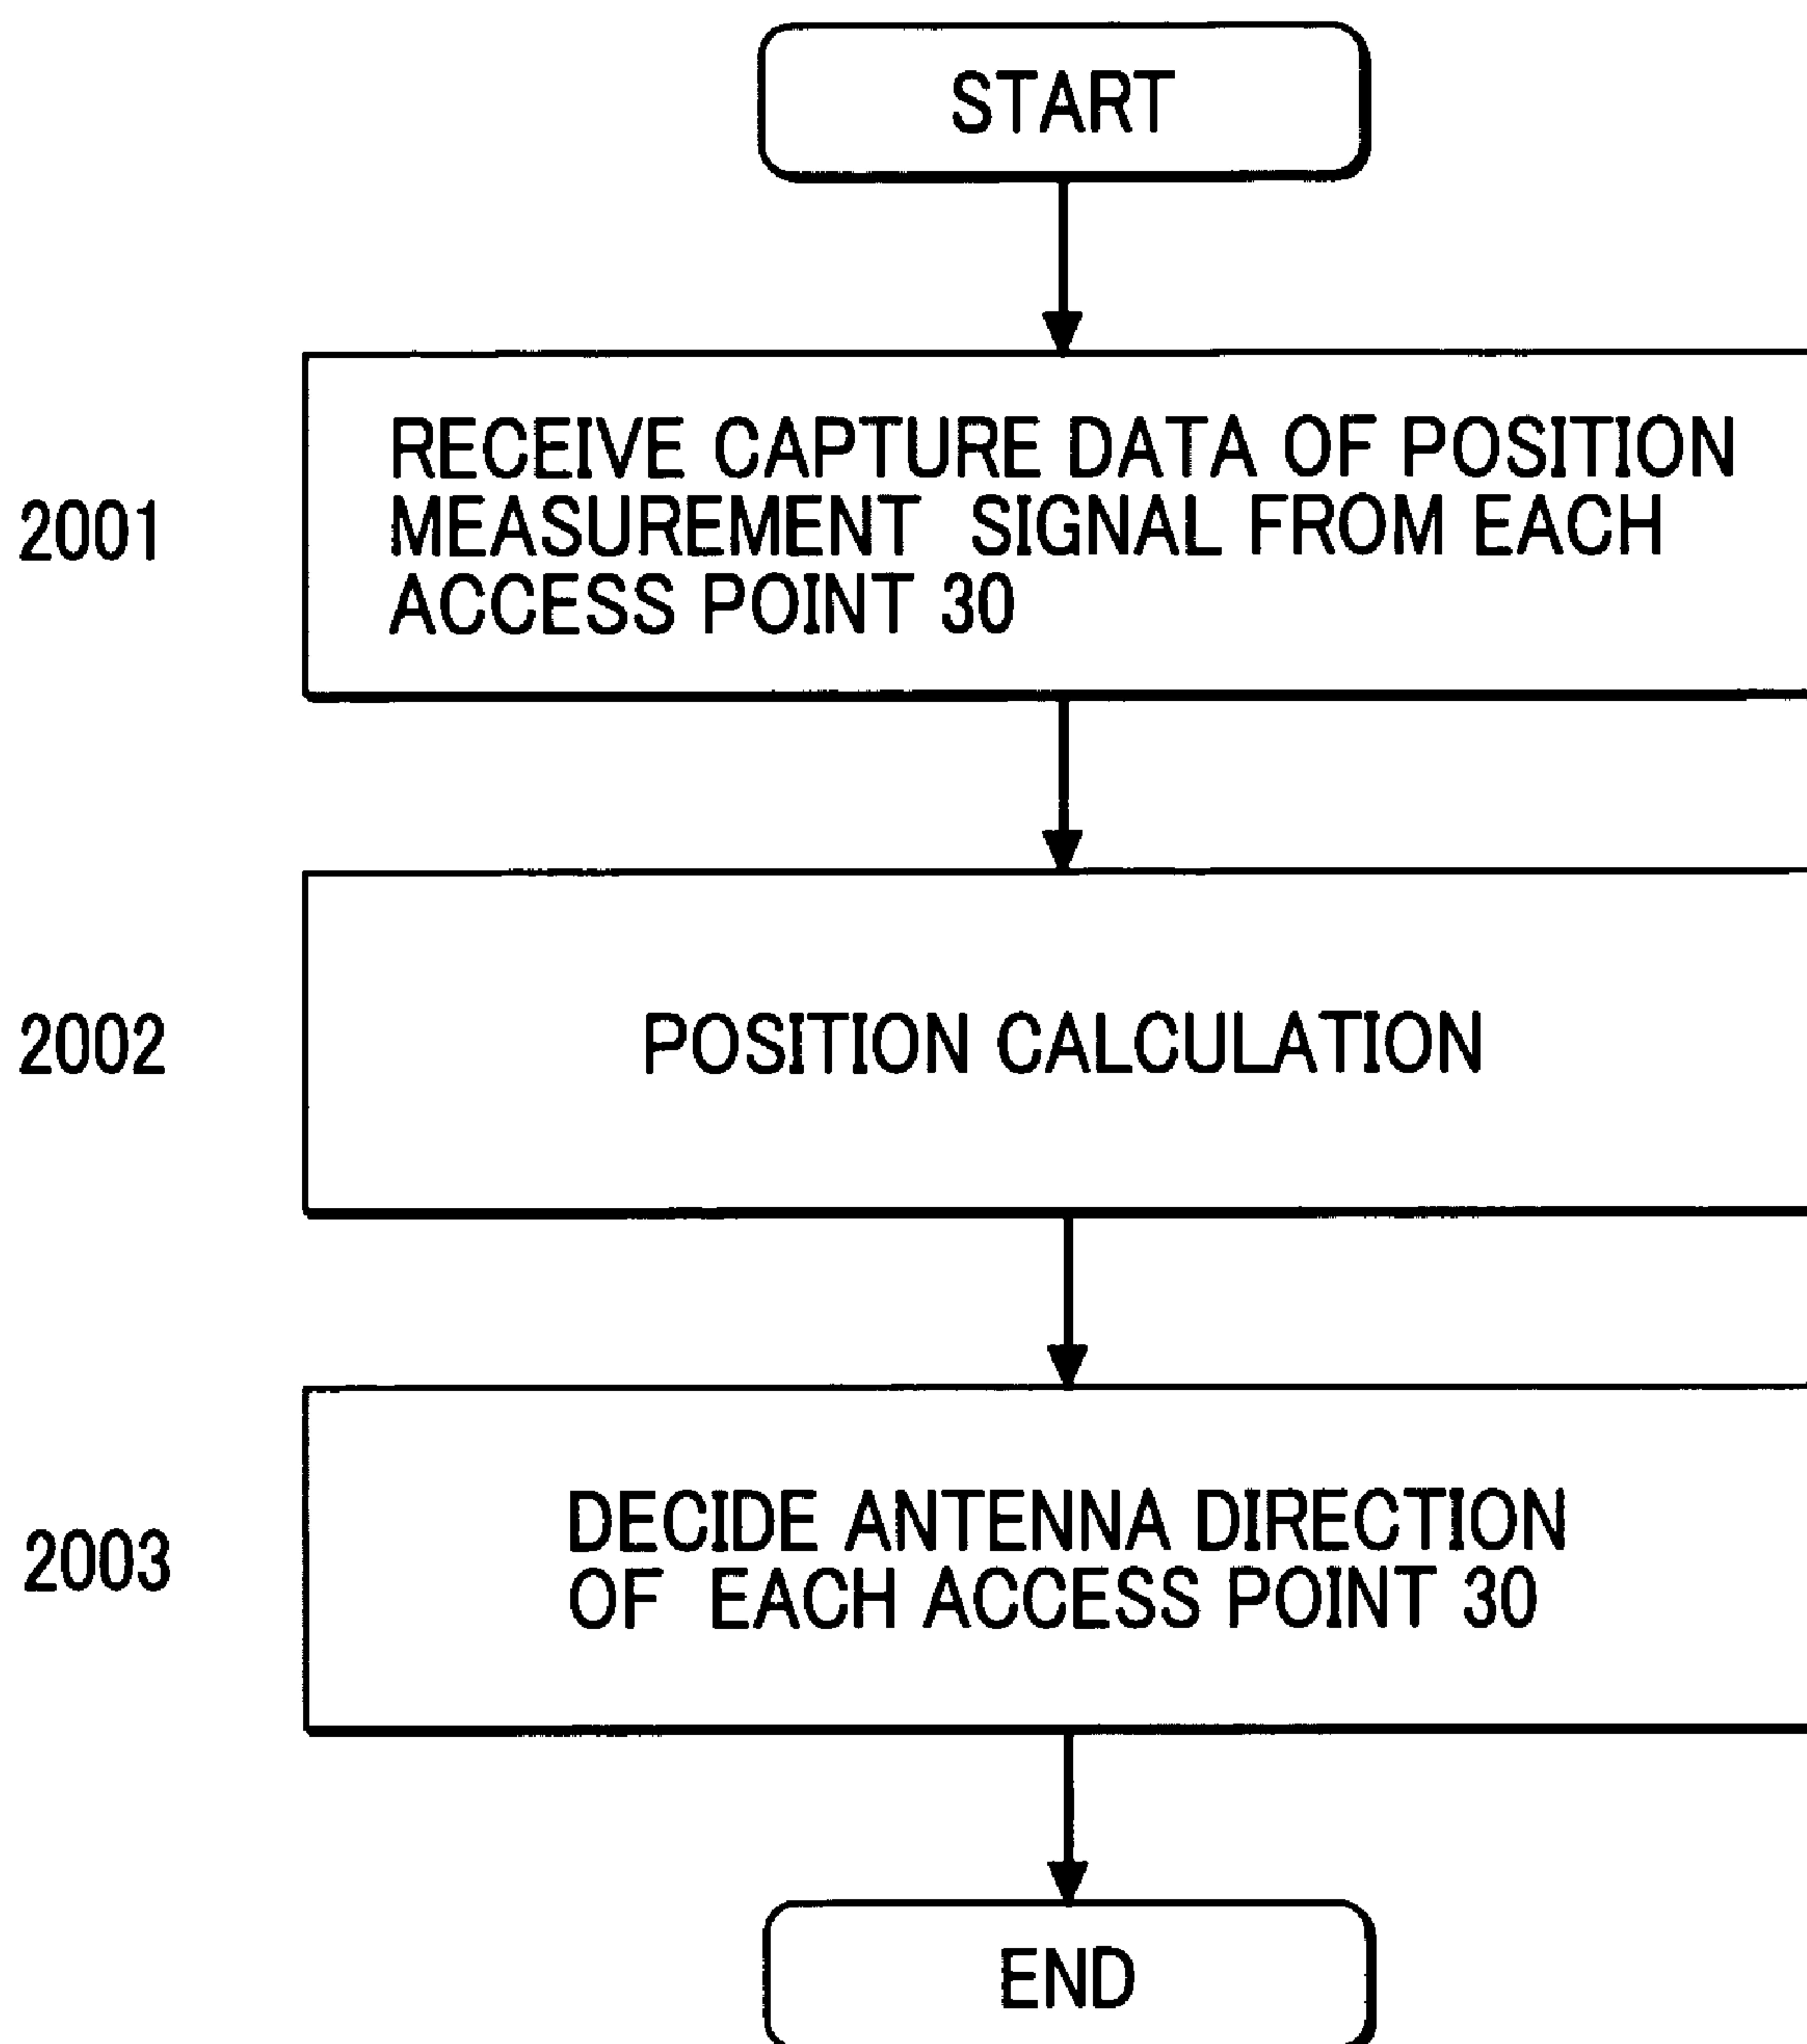 START
2001
RECEIVE CAPTURE DATA OF POSITION
MEASUREMENT SIGNAL FROM EACH
ACCESS POINT 30
2002
POSITION CALCULATION
2003
DECIDE ANTENNA DIRECTION
OF EACH ACCESS POINT 30
END